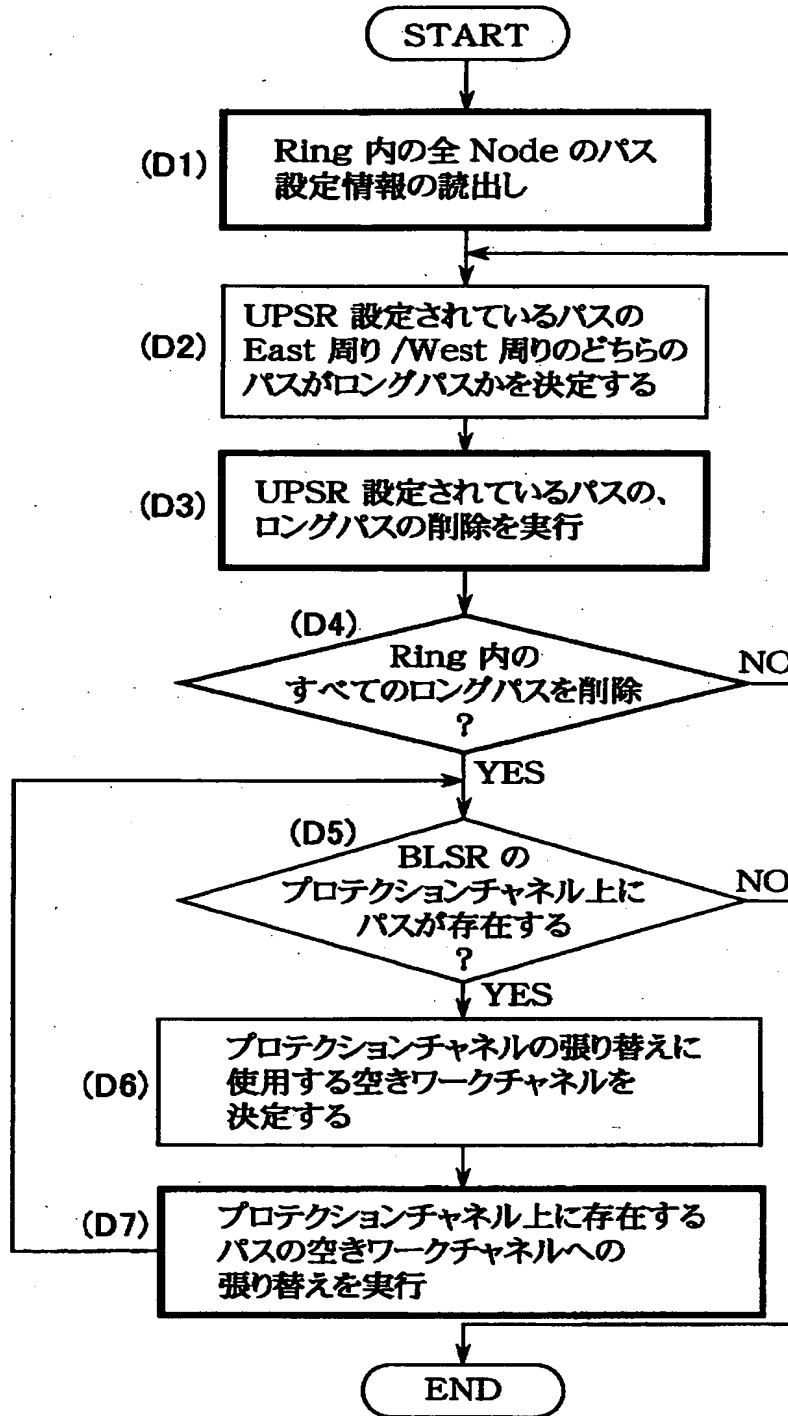 START
(D1)
Ring 内の全 Node のパス
設定情報の読出し
(D2)
UPSR 設定されているパスの
East 周り /West 周りのどちらの
パスがロングパスかを決定する
(D3)
UPSR 設定されているパスの、
ロングパスの削除を実行
(D4)
Ring 内の
すべてのロングパスを削除
?
NO
YES
(D5)
BLSR の
プロテクションチャネル上に
パスが存在する
?
NO
YES
(D6)
プロテクションチャネルの張り替えに
使用する空きワークチャネルを
決定する
(D7)
プロテクションチャネル上に存在する
パスの空きワークチャネルへの
張り替えを実行
END